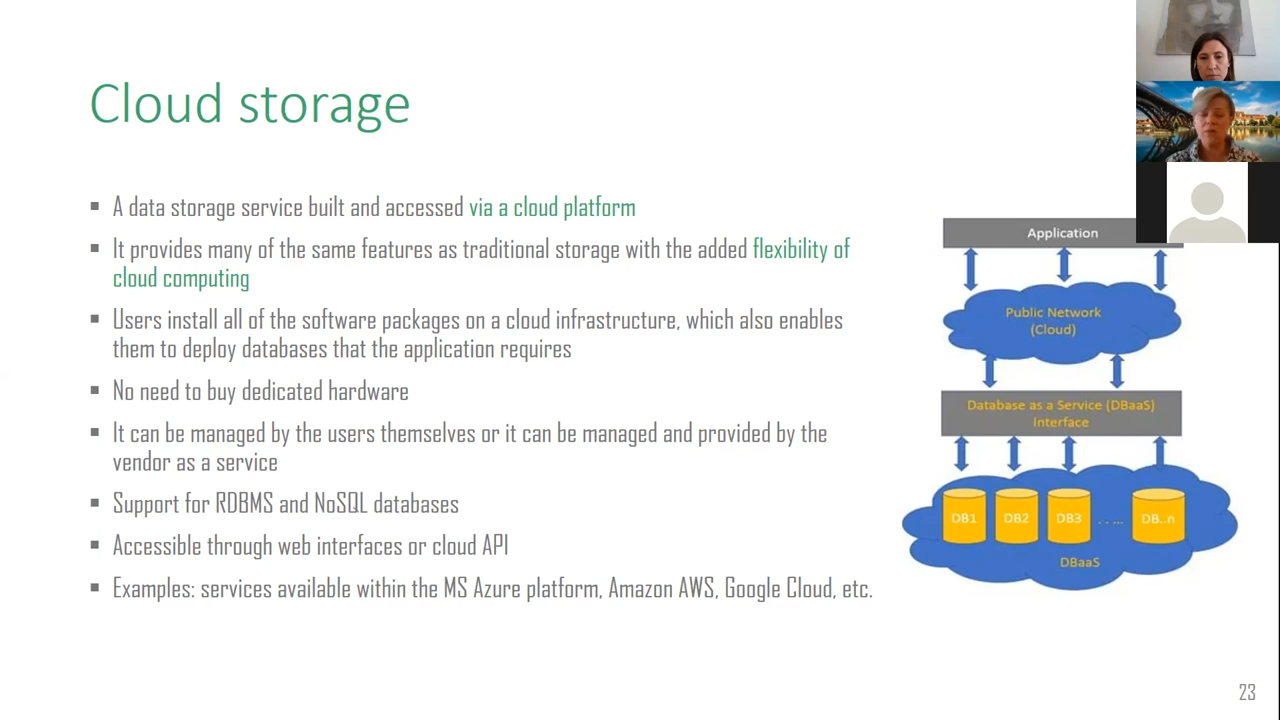 Cloud storage
▪ A data storage service built and accessed via a cloud platform
▪ It provides many of the same features as traditional storage with the added flexibility of
cloud computing
▪ Users install all of the software packages on a cloud infrastructure, which also enables
them to deploy databases that the application requires
▪ No need to buy dedicated hardware
▪ It can be managed by the users themselves or it can be managed and provided by the
vendor as a service
▪ Support for RDBMS and NoSQL databases
▪ Accessible through web interfaces or cloud API
▪ Examples: services available within the MS Azure platform, Amazon AWS, Google Cloud, etc.
Application
Public Network
(Cloud)
Database as a Service (DBaaS)
Interface
DB1 DB2 DB3 . . ... DB..n
DBaaS
23